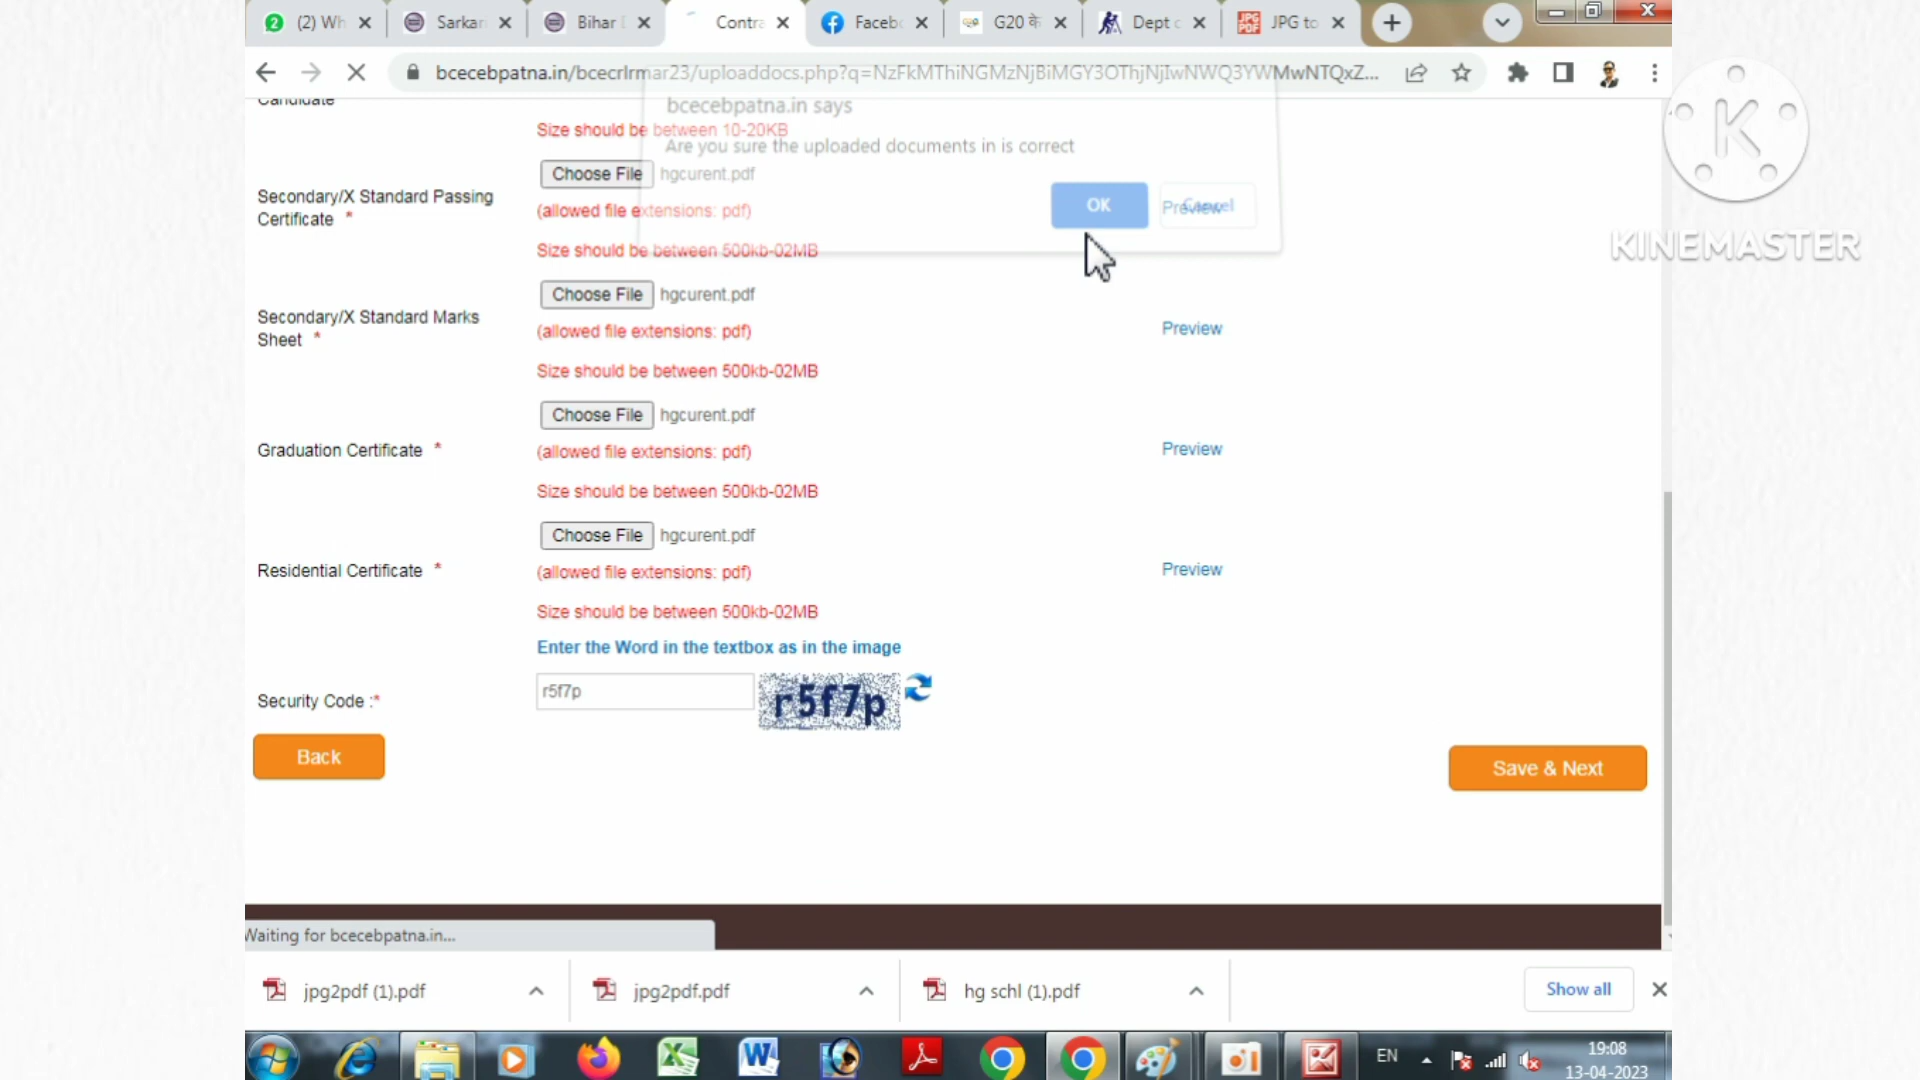 (2) Wh
Sarkar
Bihar
Contra
Faceb
G20 के
Dept
JPG to
bcecebpatna.in/bcecrlrmar23/uploaddocs.php?q=NzFkMThiNGMzNjBiMGY3OThjNjIwNWQ3YWMwNTQxZ...
bcecebpatna.in says
Are you sure the uploaded documents in is correct
OK
Cancel
Candidate
Size should be between 10-20KB
Choose File hgcurent.pdf
Secondary/X Standard Passing
Certificate *
(allowed file extensions: pdf)
Preview
Size should be between 500kb-02MB
Choose File hgcurent.pdf
Secondary/X Standard Marks
Sheet *
(allowed file extensions: pdf)
Preview
Size should be between 500kb-02MB
Choose File hgcurent.pdf
Graduation Certificate *
(allowed file extensions: pdf)
Preview
Size should be between 500kb-02MB
Choose File hgcurent.pdf
Residential Certificate *
(allowed file extensions: pdf)
Preview
Size should be between 500kb-02MB
Enter the Word in the textbox as in the image
Security Code :*
r5f7p
r5f7p
Back
Save & Next
Waiting for bcecebpatna.in...
jpg2pdf (1).pdf
jpg2pdf.pdf
hg schl (1).pdf
Show all
EN
19:08
13-04-2023
K
KINEMASTER